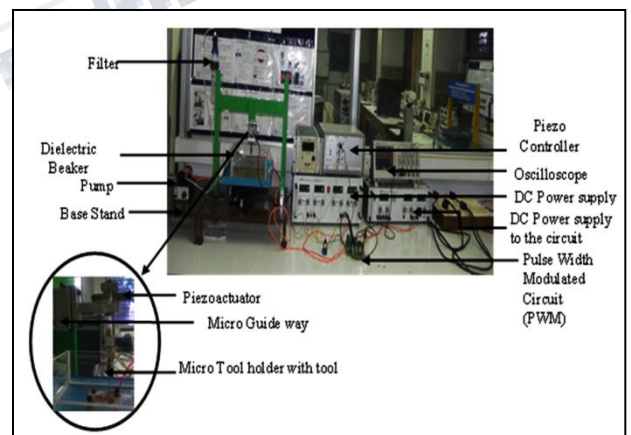 Filter
Dielectric
Beaker
Pump
Base Stand
Piezo
Controller
Oscilloscope
DC Power supply
DC Power supply
to the circuit
Pulse Width
Modulated
Circuit
(PWM)
Piezoactuator
Micro Guide way
Micro Tool holder with tool